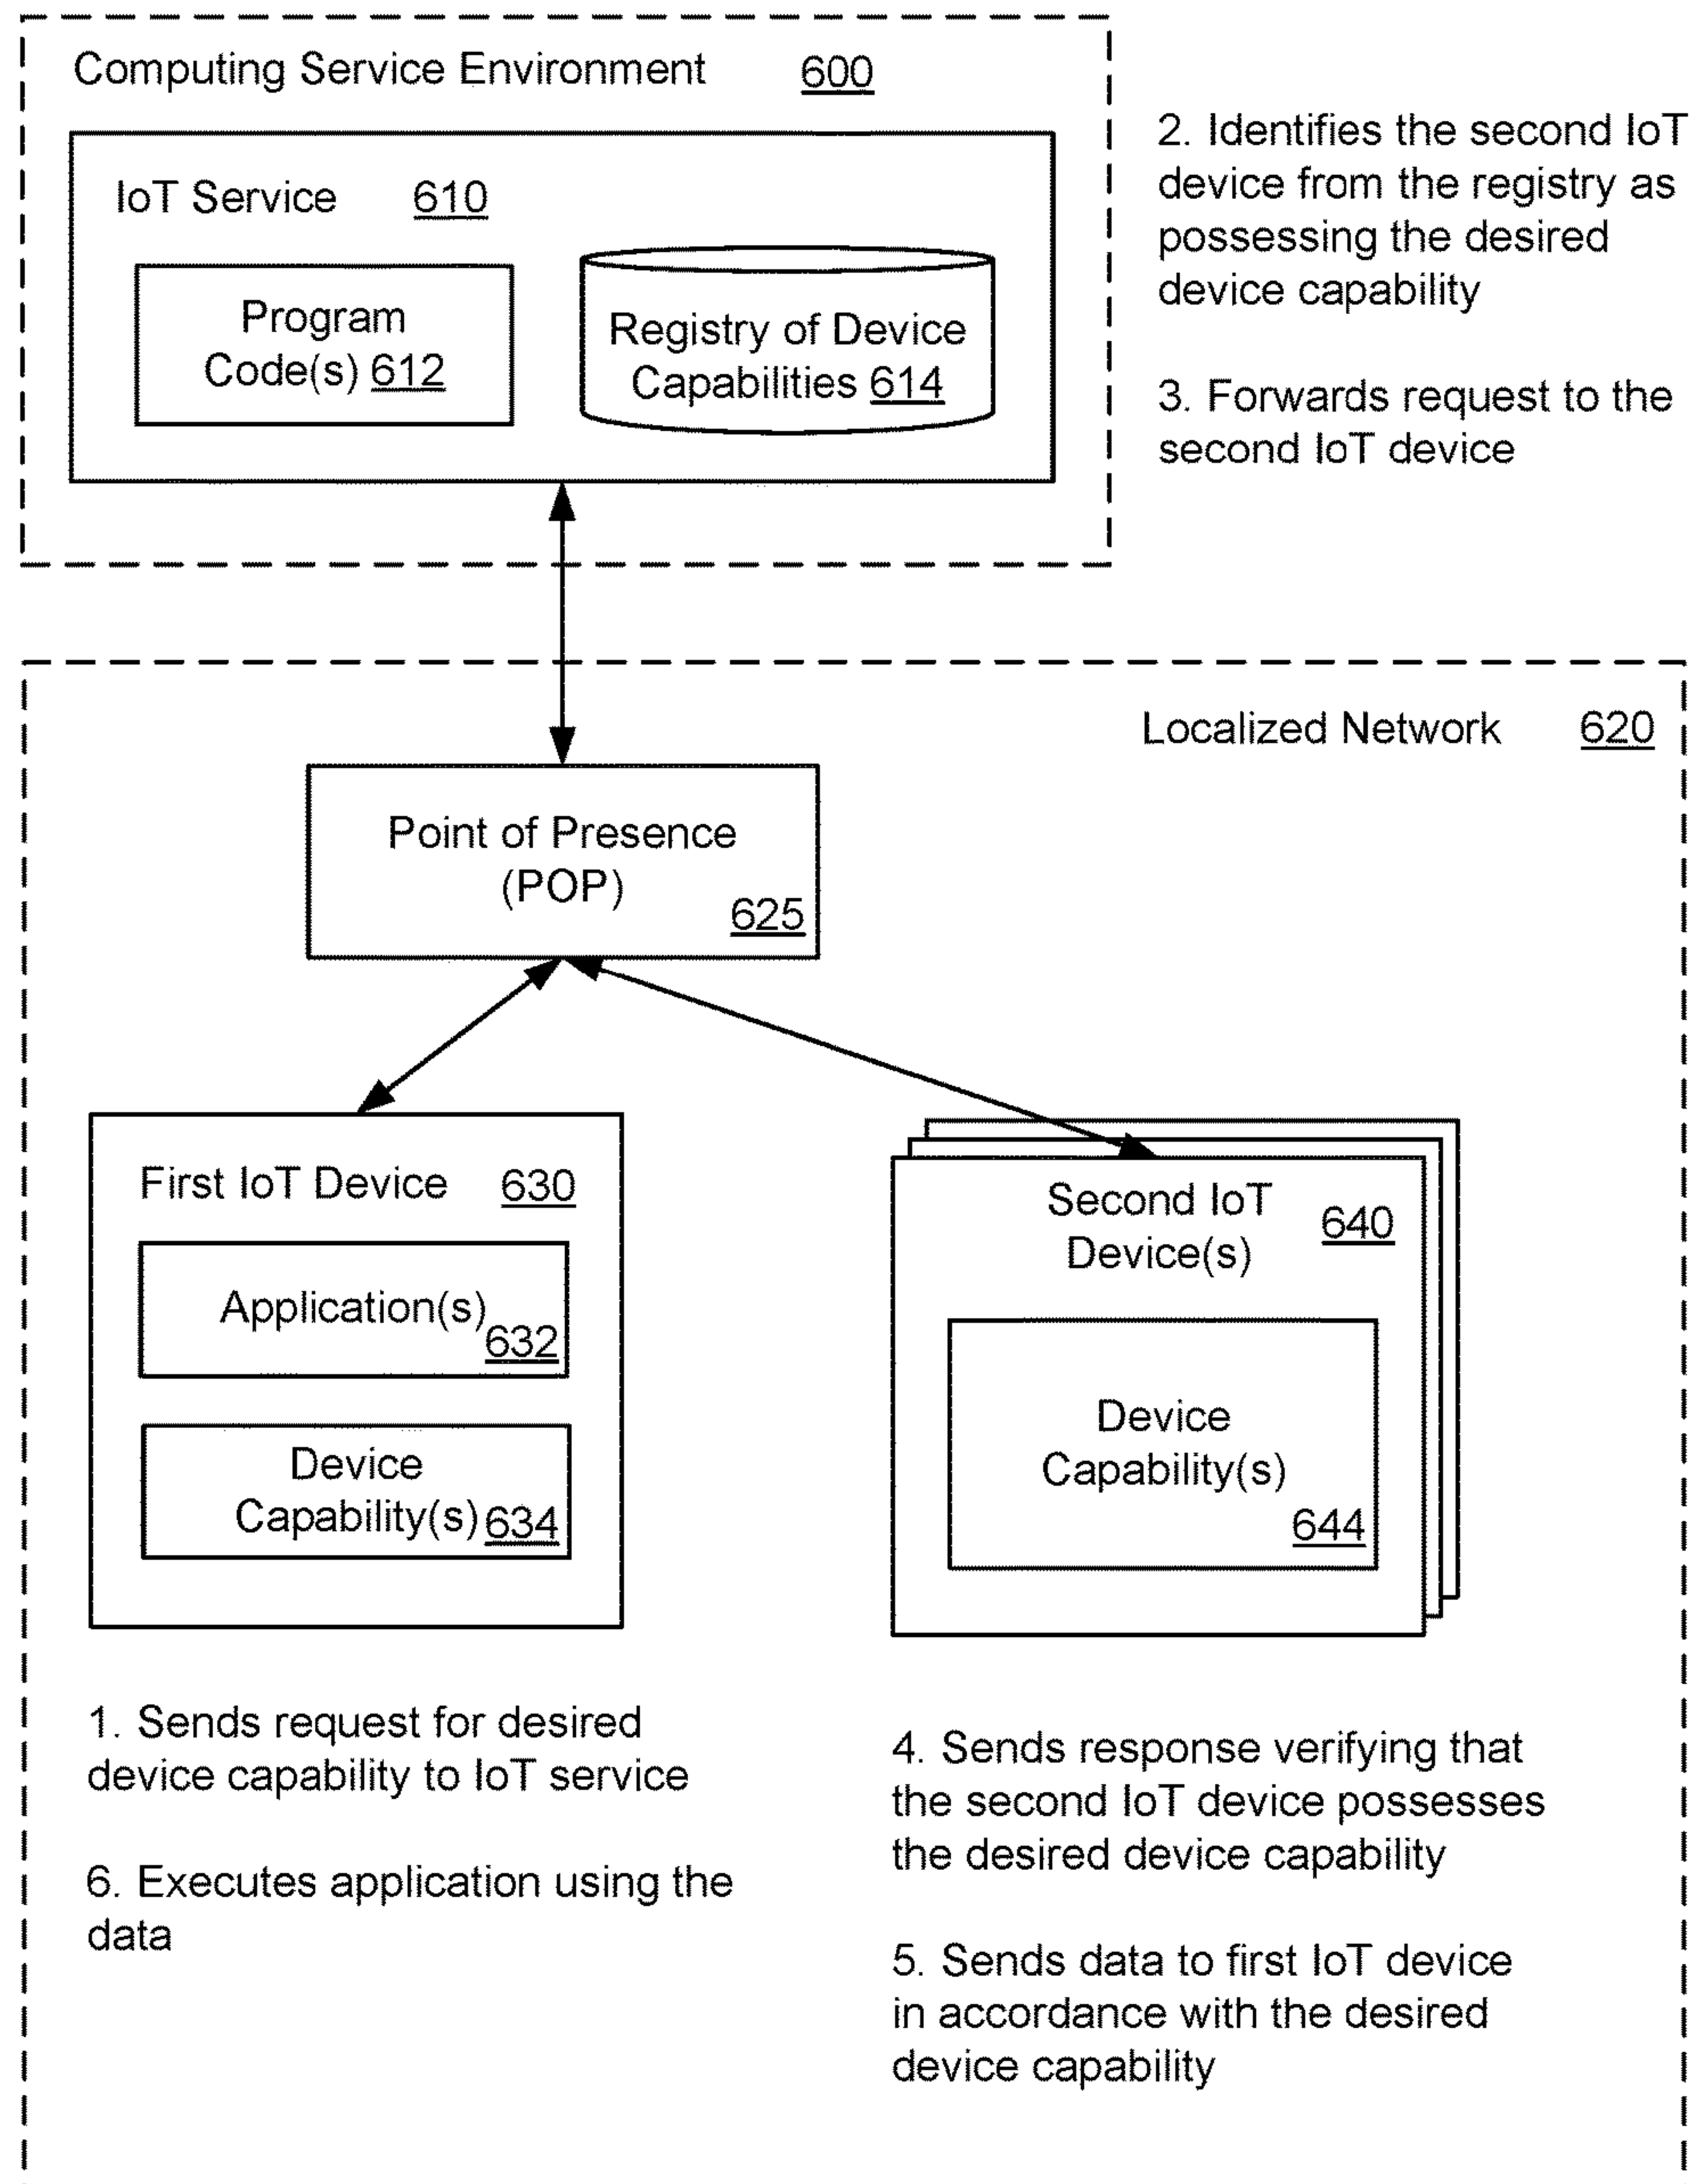 Computing Service Environment 600
IoT Service 610
Program
Code(s) 612
Registry of Device
Capabilities 614
2. Identifies the second IoT
device from the registry as
possessing the desired
device capability
3. Forwards request to the
second IoT device
Localized Network 620
Point of Presence
(POP)
625
First IoT Device 630
Application(s)
632
Device
Capability(s) 634
Second IoT
Device(s)
640
Device
Capability(s)
644
1. Sends request for desired
device capability to IoT service
6. Executes application using the
data
4. Sends response verifying that
the second IoT device possesses
the desired device capability
5. Sends data to first IoT device
in accordance with the desired
device capability